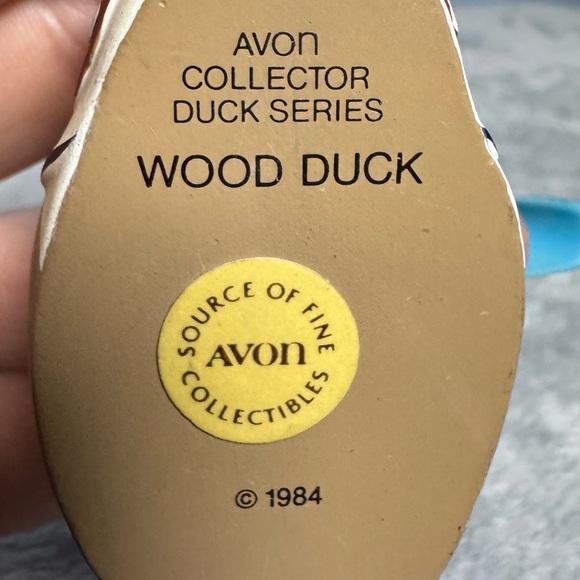 AVON
COLLECTOR
DUCK SERIES
WOOD DUCK
SOURCE OF FINE
AVON
COLLECTIBLES
© 1984